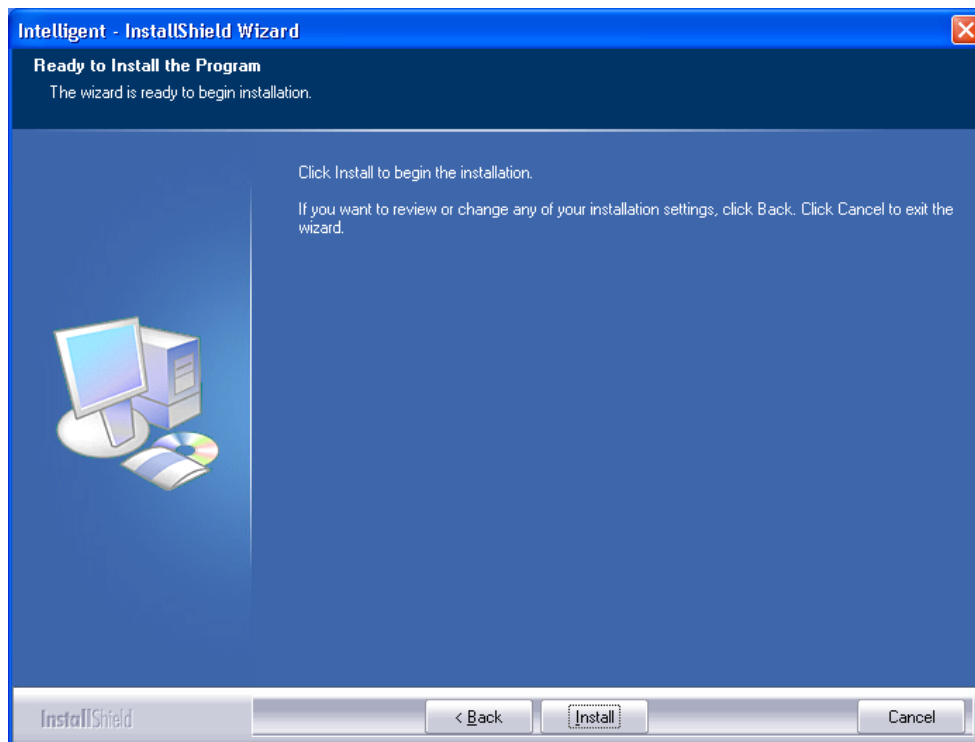 Intelligent - InstallShield Wizard
Ready to Install the Program
The wizard is ready to begin installation.
Click Install to begin the installation.
If you want to review or change any of your installation settings, click Back. Click Cancel to exit the
wizard.
InstallShield
< Back
Install
Cancel